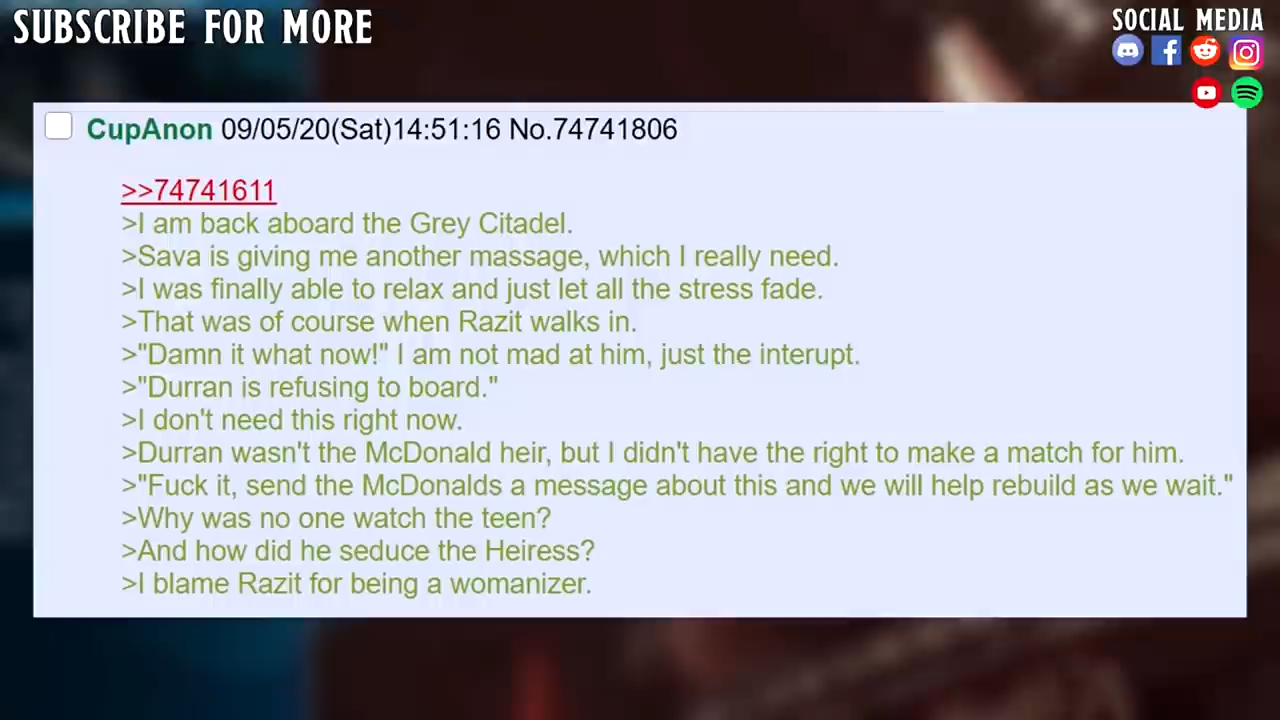 SUBSCRIBE FOR MORE
SOCIAL MEDIA
CupAnon 09/05/20(Sat)14:51:16 No.74741806
>>74741611
>I am back aboard the Grey Citadel.
>Sava is giving me another massage, which I really need.
>I was finally able to relax and just let all the stress fade.
>That was of course when Razit walks in.
>"Damn it what now!" I am not mad at him, just the interupt.
>"Durran is refusing to board."
>I don't need this right now.
>Durran wasn't the McDonald heir, but I didn't have the right to make a match for him.
>"Fuck it, send the McDonalds a message about this and we will help rebuild as we wait."
>Why was no one watch the teen?
>And how did he seduce the Heiress?
>I blame Razit for being a womanizer.